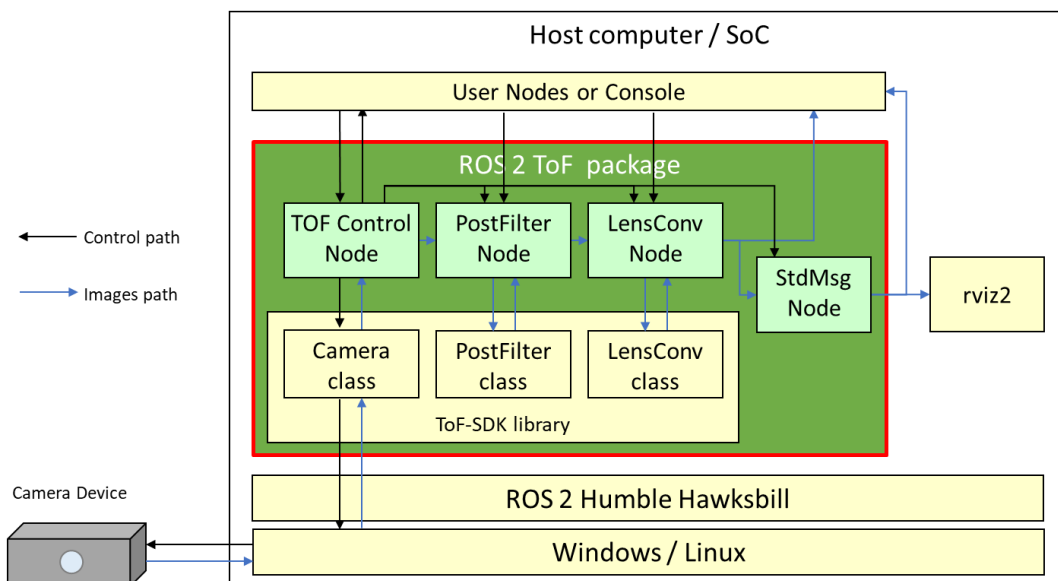 Host computer / SoC
User Nodes or Console
ROS 2 ToF package
TOF Control
Node
PostFilter
Node
LensConv
Node
StdMsg
Node
rviz2
Control path
Images path
Camera
class
PostFilter
class
LensConv
class
ToF-SDK library
ROS 2 Humble Hawksbill
Camera Device
Windows / Linux